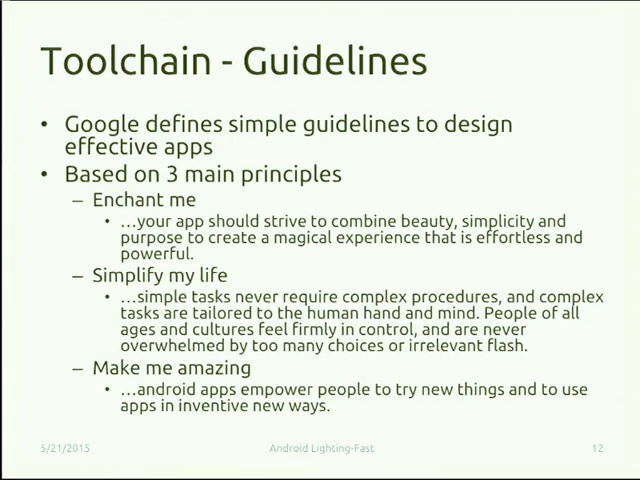 Toolchain - Guidelines
• Google defines simple guidelines to design
effective apps
• Based on 3 main principles
– Enchant me
• …your app should strive to combine beauty, simplicity and
purpose to create a magical experience that is effortless and
powerful.
– Simplify my life
• …simple tasks never require complex procedures, and complex
tasks are tailored to the human hand and mind. People of all
ages and cultures feel firmly in control, and are never
overwhelmed by too many choices or irrelevant flash.
– Make me amazing
• …android apps empower people to try new things and to use
apps in inventive new ways.
5/21/2015
Android Lighting-Fast
12